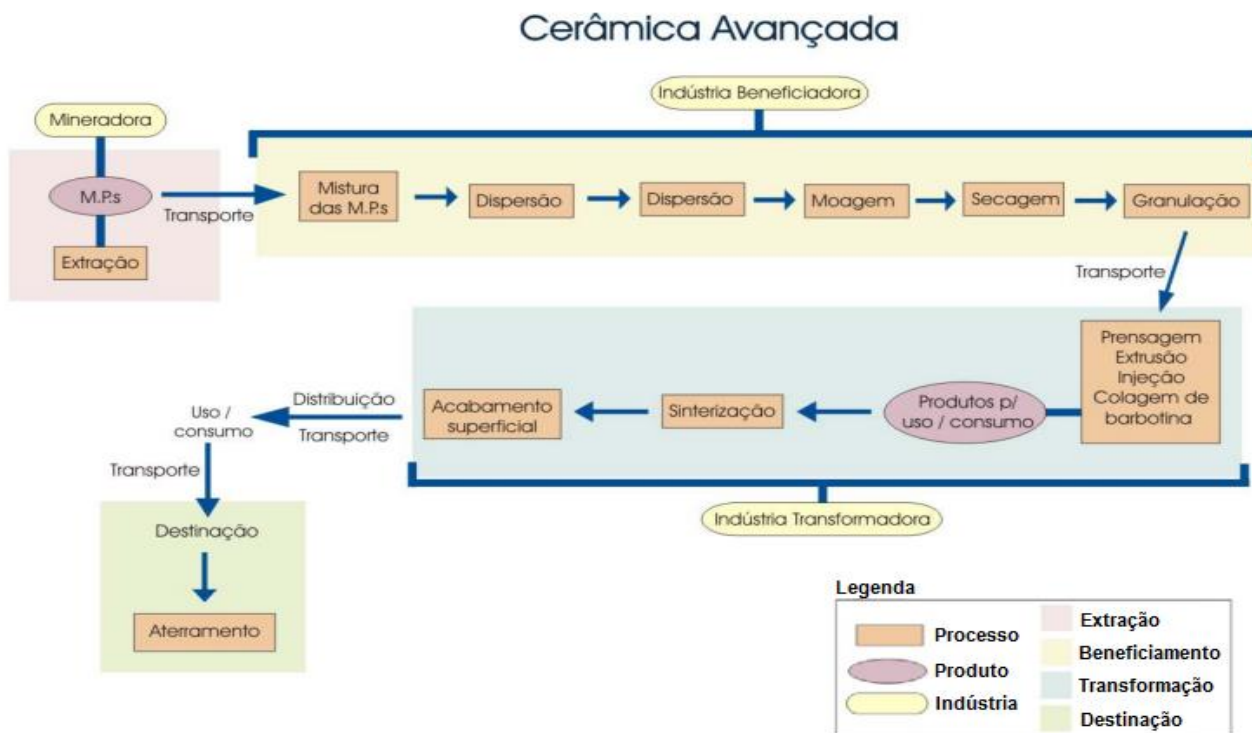 Cerâmica Avançada
Indústria Beneficiadora
Mineradora
M.P.s
Transporte
Extração
Mistura
das M.P.s
Dispersão
Dispersão
Moagem
Secagem
Granulação
Transporte
Prensagem
Extrusão
Injeção
Colagem de
barbotina
Produtos p/
uso / consumo
Sinterização
Acabamento
superficial
Distribuição
Transporte
Uso /
consumo
Transporte
Indústria Transformadora
Destinação
Aterramento
Legenda
Processo
Produto
Indústria
Extração
Beneficiamento
Transformação
Destinação